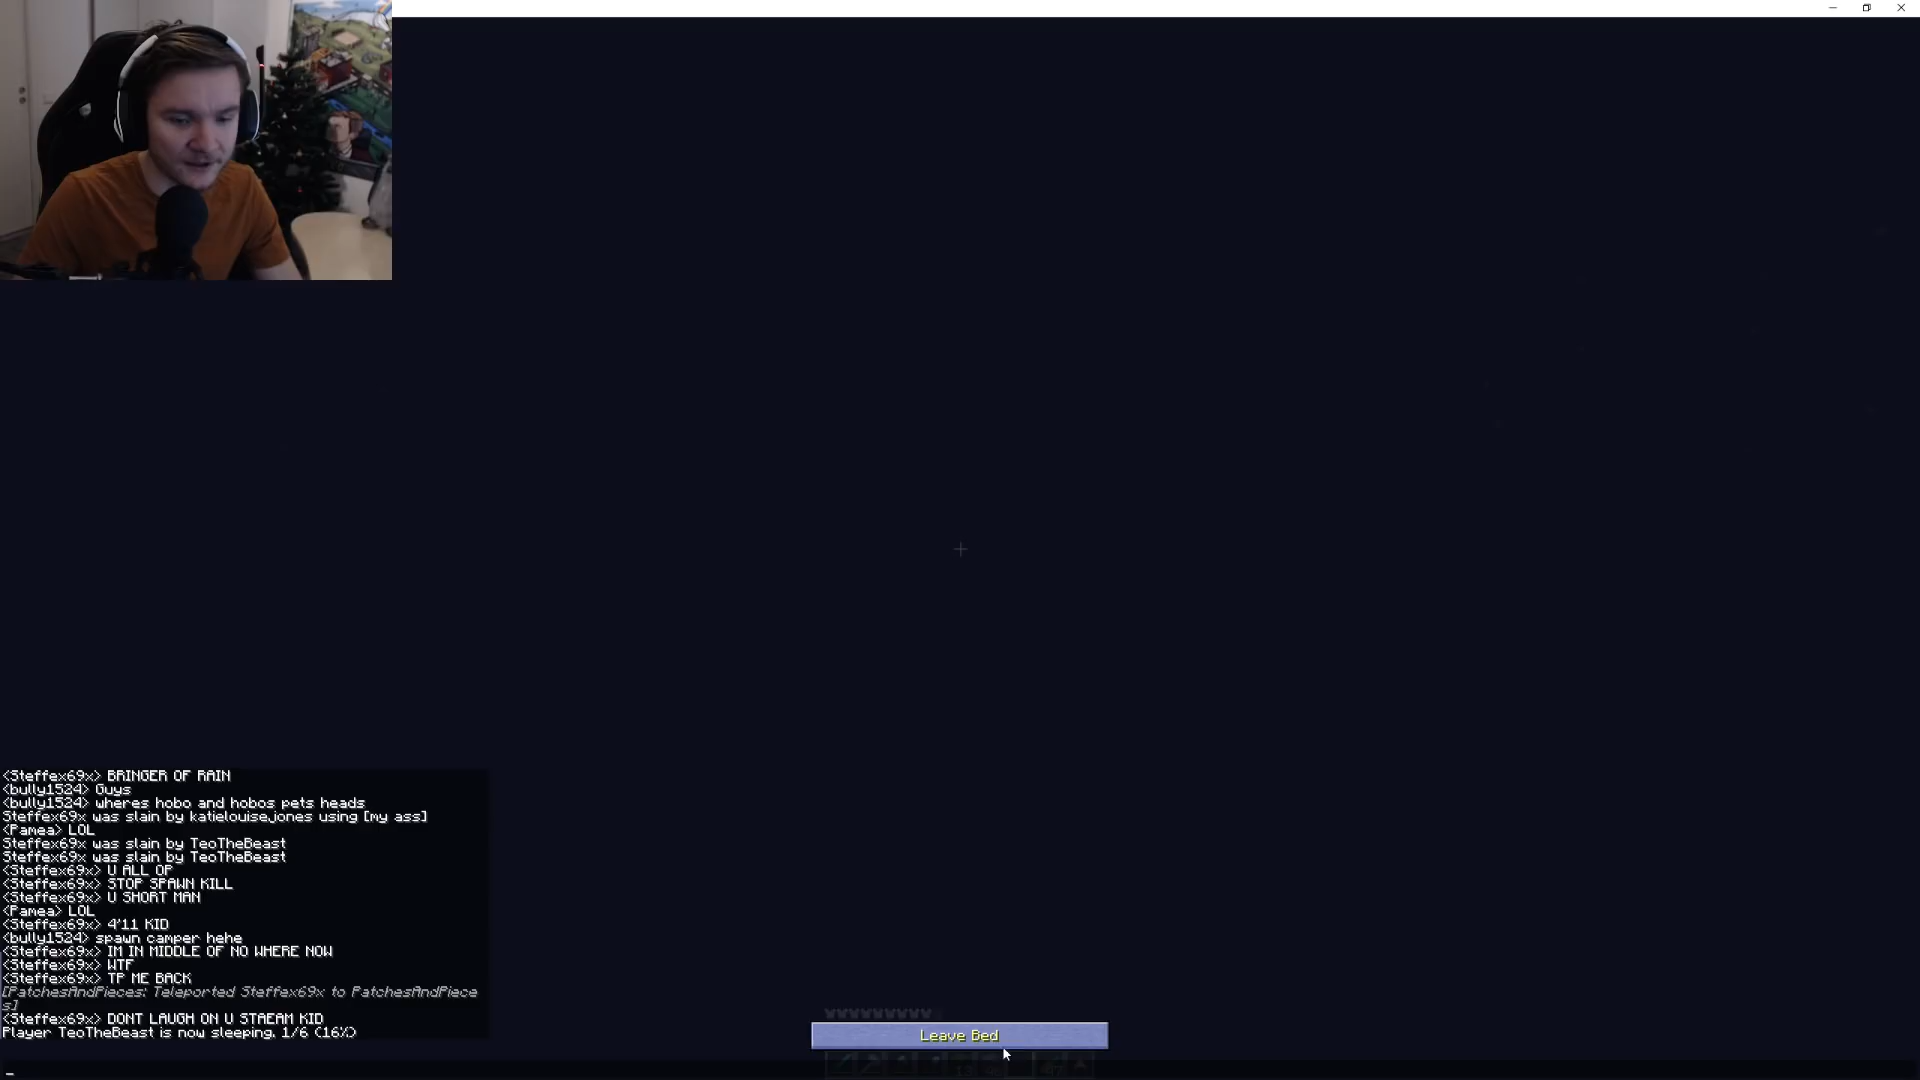 <Steffex69x> BRINGER OF RAIN
<bully1524> Guys
<bully1524> wheres hobo and hobos pets heads
Steffex69x was slain by katielouisejones using [my ass]
<Pamea> LOL
Steffex69x was slain by TeoTheBeast
Steffex69x was slain by TeoTheBeast
<Steffex69x> U ALL OP
<Steffex69x> STOP SPAWN KILL
<Steffex69x> U SHORT MAN
<Pamea> LOL
<Steffex69x> 4'11 KID
<bully1524> spawn camper hehe
<Steffex69x> IM IN MIDDLE OF NO WHERE NOW
<Steffex69x> WTF
<Steffex69x> TP ME BACK
[PatchesAndPieces: Teleported Steffex69x to PatchesAndPiece
s]
<Steffex69x> DONT LAUGH ON U STAEAM KID
Player TeoTheBeast is now sleeping. 1/6 (16%)
Leave Bed